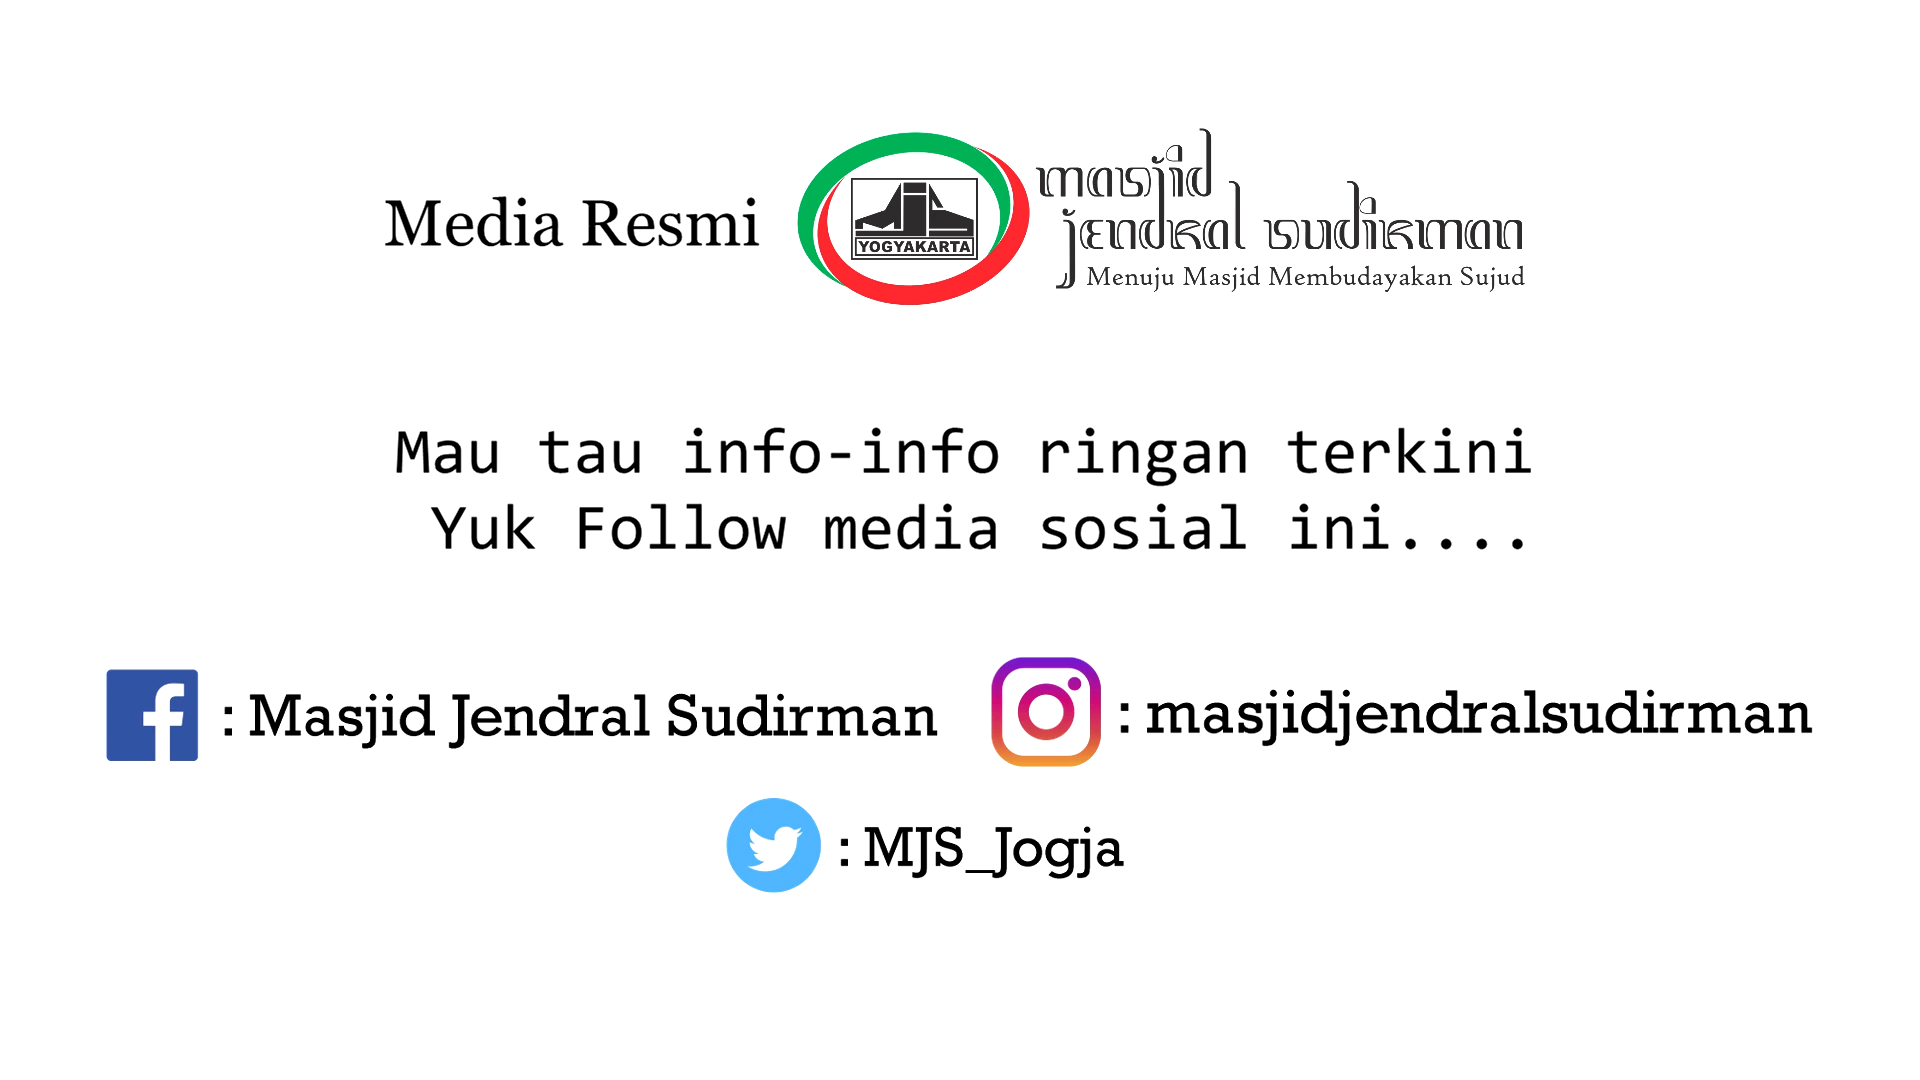 Media Resmi
YOGYAKARTA
masjid
jendral sudirman
Menuju Masjid Membudayakan Sujud
Mau tau info-info ringan terkini
Yuk Follow media sosial ini....
: Masjid Jendral Sudirman
: masjidjendralsudirman
: MJS_Jogja